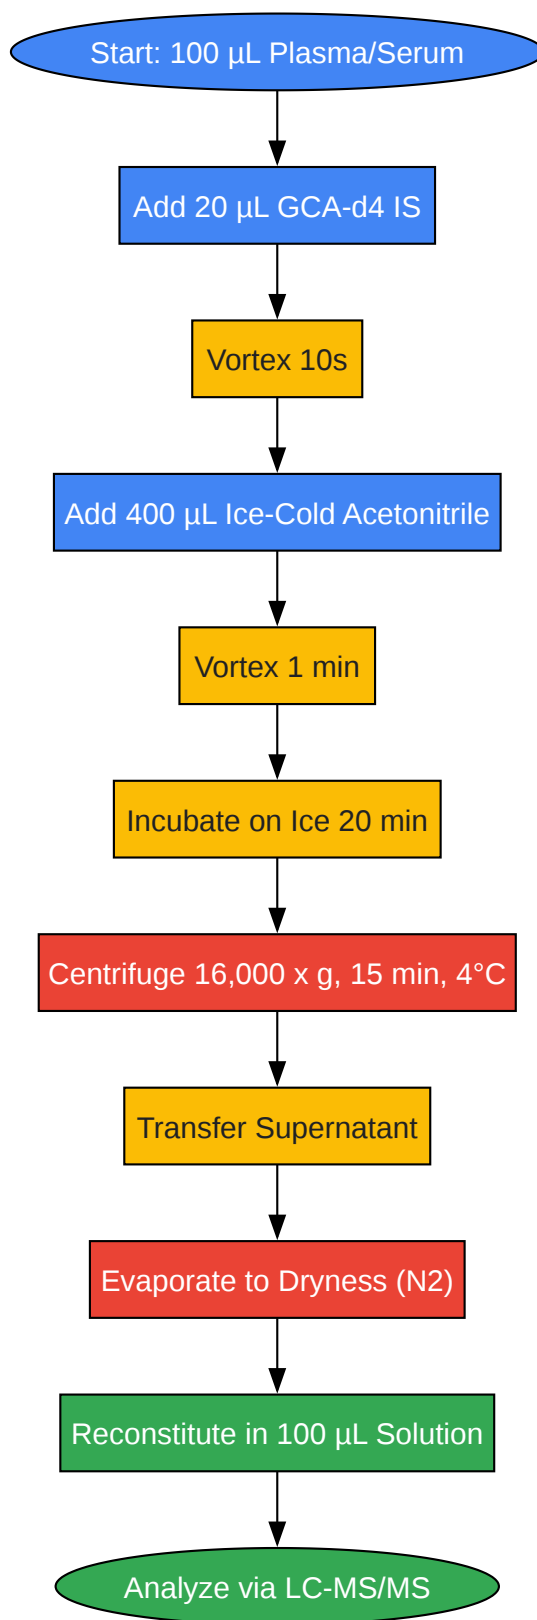 Start: 100 µL Plasma/Serum
Add 20 µL GCA-d4 IS
Vortex 10s
Add 400 µL Ice-Cold Acetonitrile
Vortex 1 min
Incubate on Ice 20 min
Centrifuge 16,000 x g, 15 min, 4°C
Transfer Supernatant
Evaporate to Dryness (N2)
Reconstitute in 100 µL Solution
Analyze via LC-MS/MS